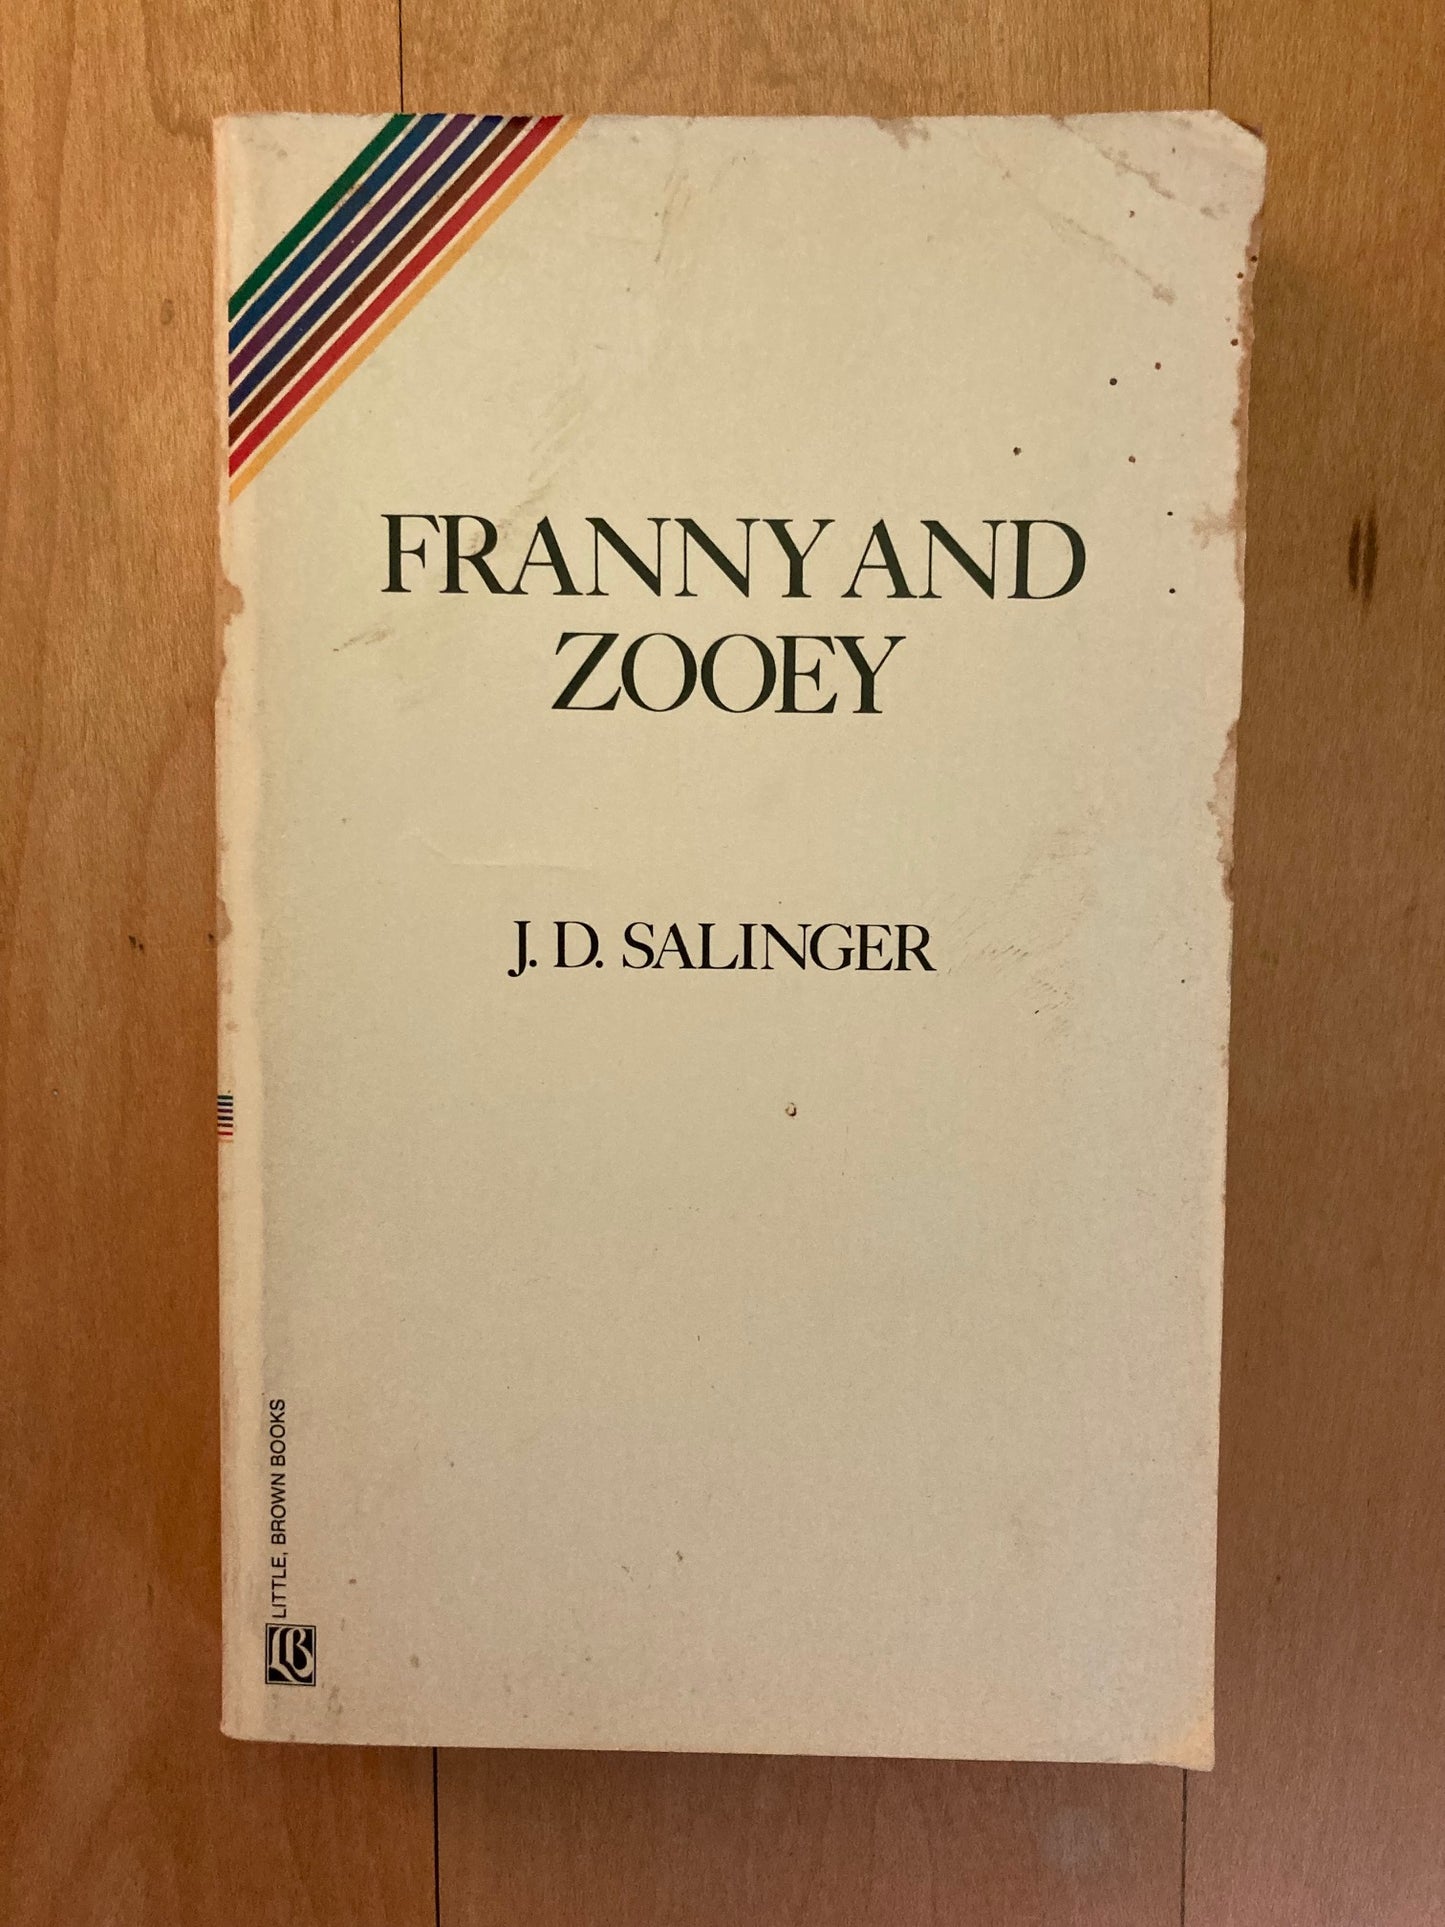 FRANNY AND
ZOOEY
J. D. SALINGER
LITTLE, BROWN BOOKS
LB